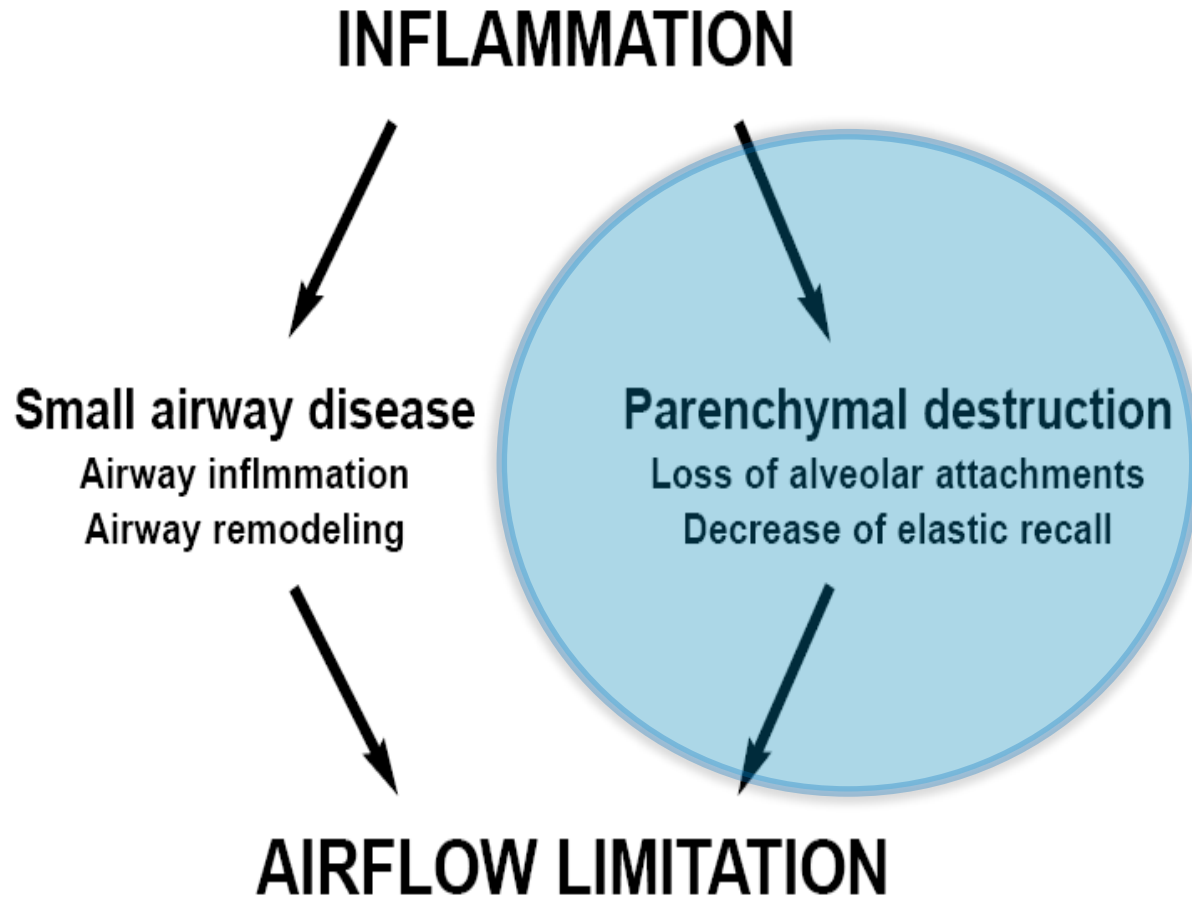 INFLAMMATION
Small airway disease
Airway inflmmation
Airway remodeling
Parenchymal destruction
Loss of alveolar attachments
Decrease of elastic recall
AIRFLOW LIMITATION